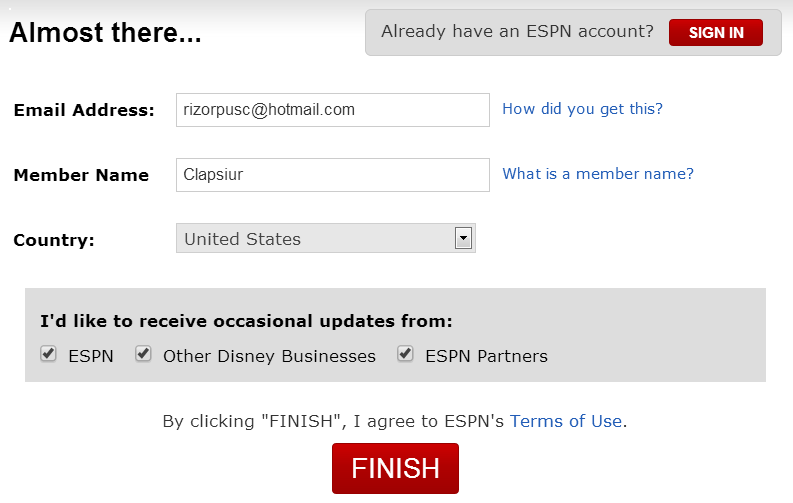 Almost there...
Already have an ESPN account? SIGN IN
Email Address: rizorpusc@hotmail.com How did you get this?
Member Name Clapsiur What is a member name?
Country: United States
I'd like to receive occasional updates from:
ESPN Other Disney Businesses ESPN Partners
By clicking "FINISH", I agree to ESPN's Terms of Use.
FINISH